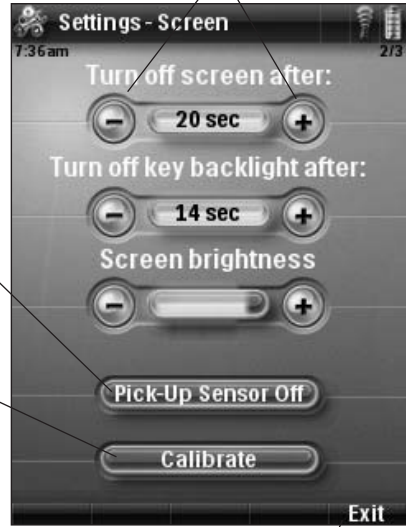 Settings - Screen
7:36am 2/3
Turn off screen after:
- 20 sec +
Turn off key backlight after:
- 14 sec +
Screen brightness
- +
Pick-Up Sensor Off
Calibrate
Exit